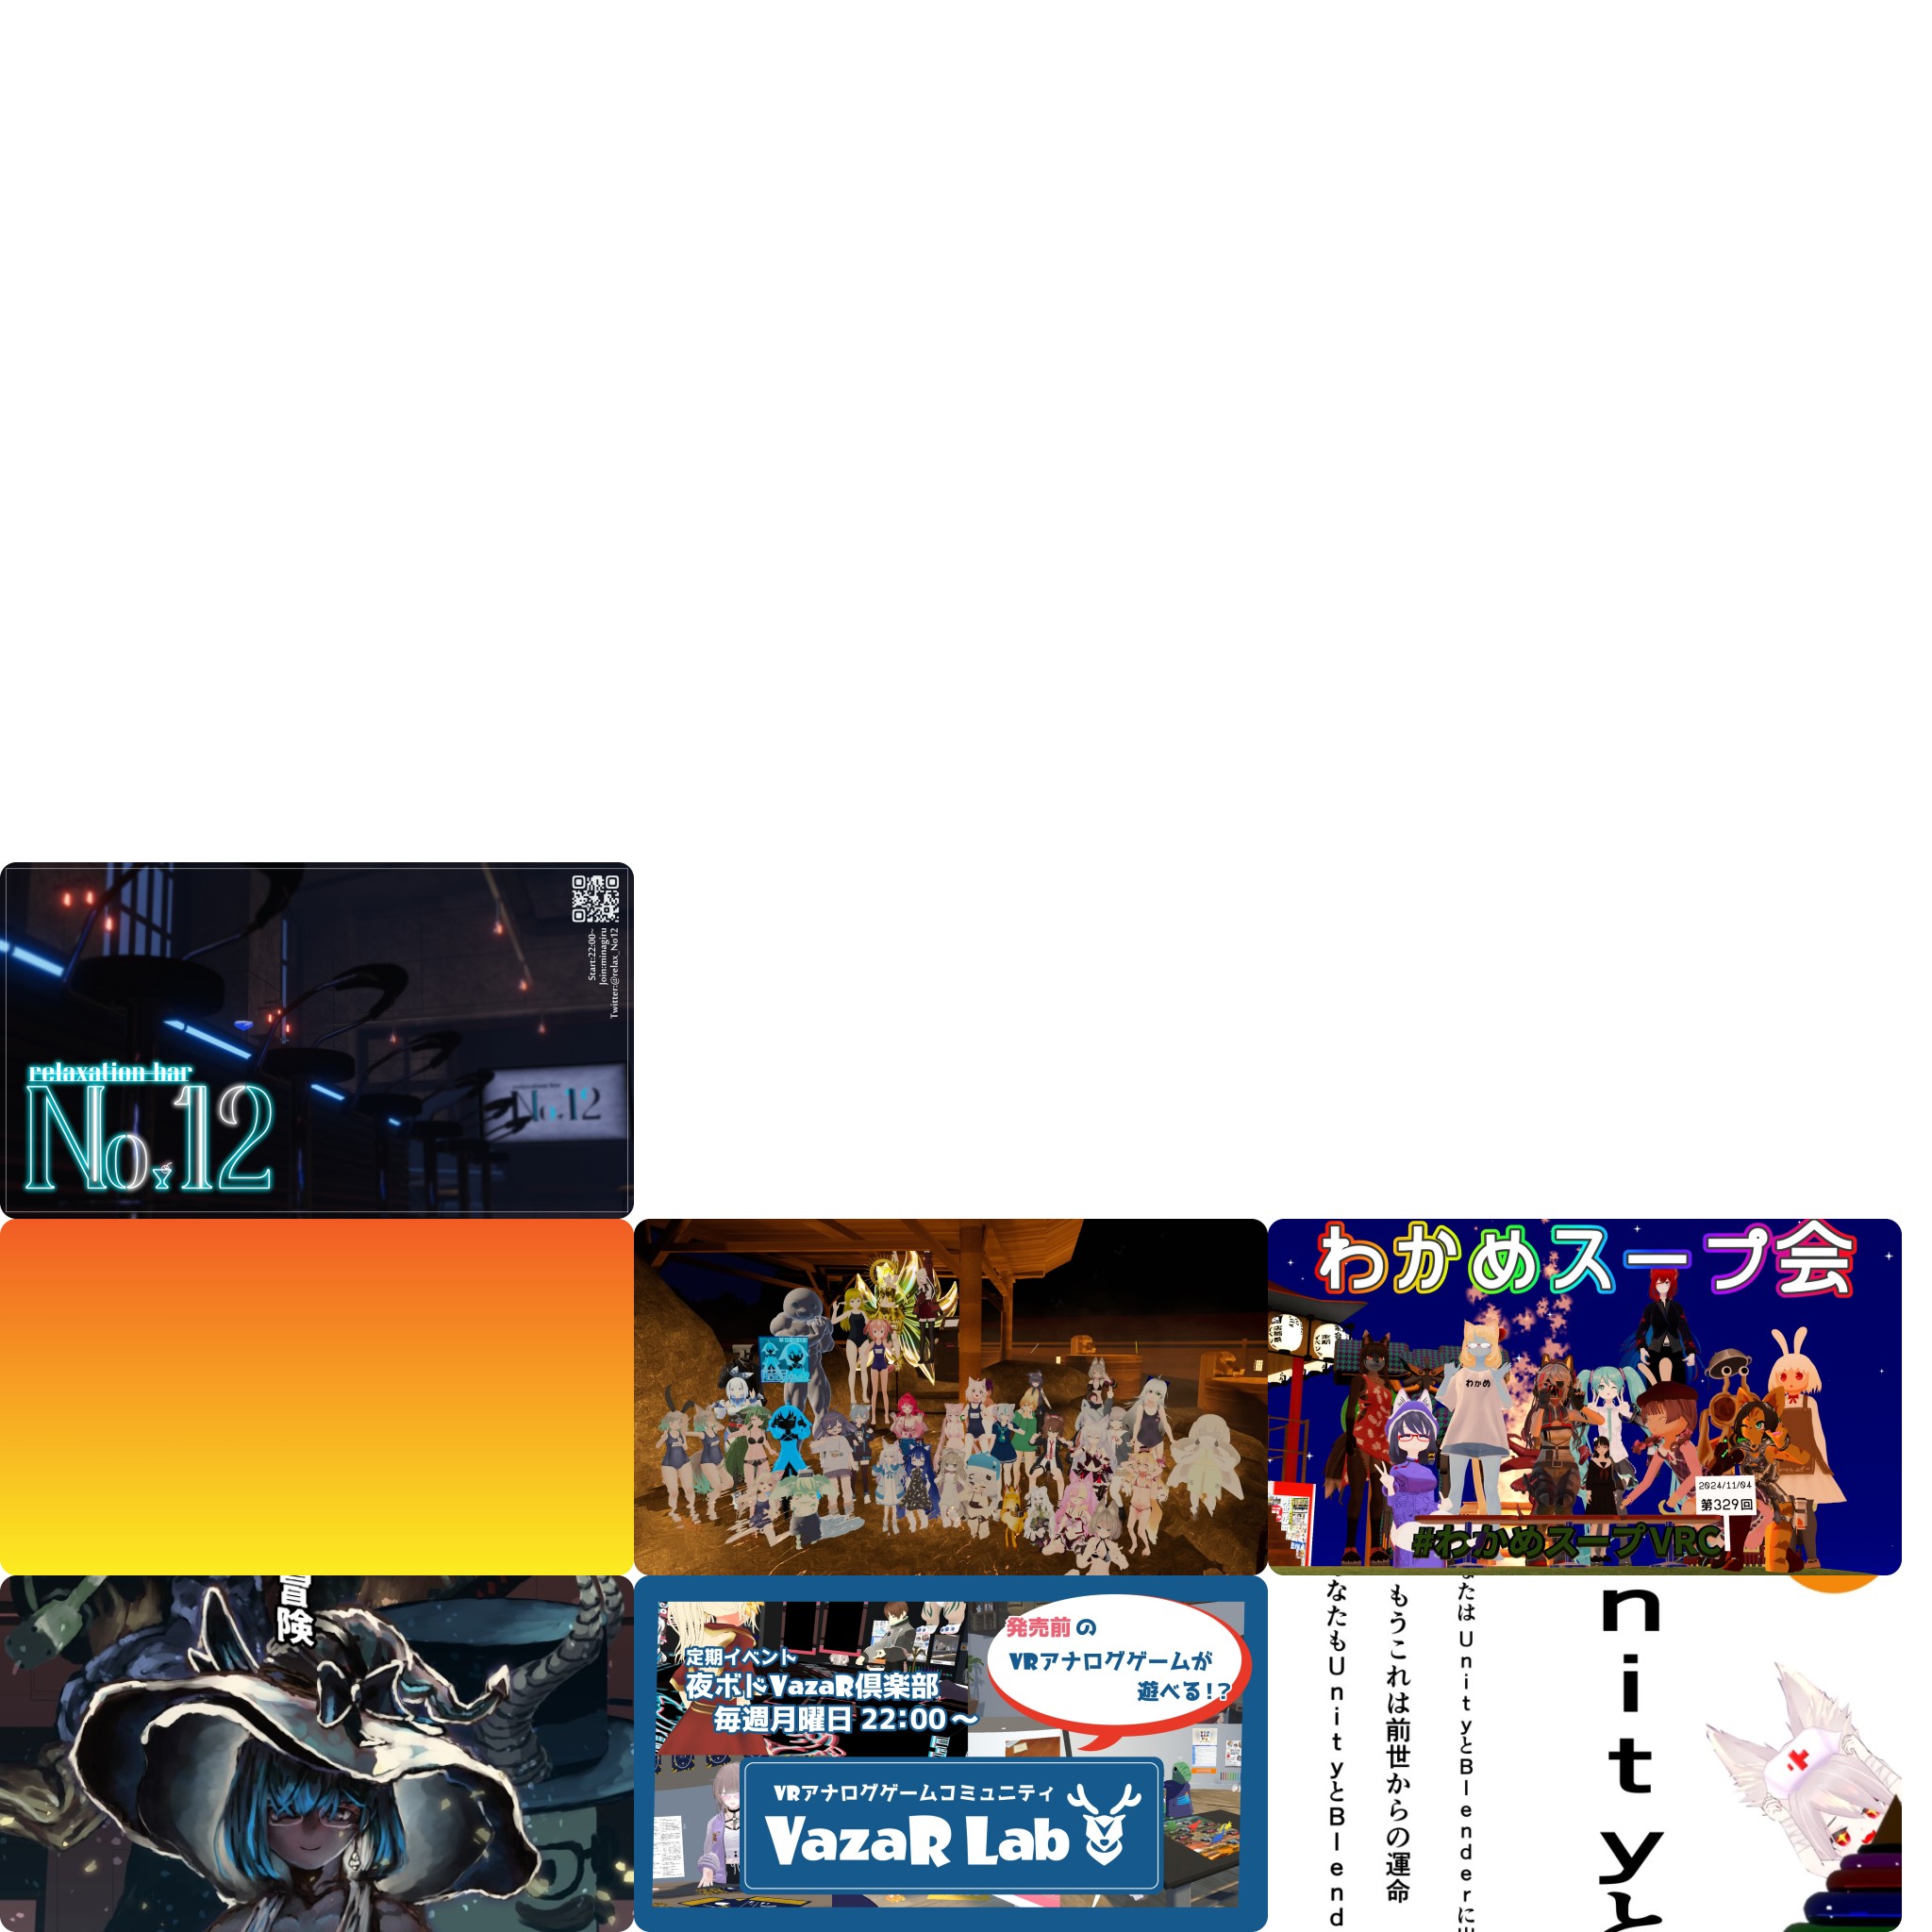 Start:22:00~
Join:minagiru
Twitter:@relax_No12
relaxation bar
No.12
No.12
わかめスープ会
わかめ
2024/11/04
第329回
#わかめスープVRC
冒険
定期イベント
夜ボドVazaR倶楽部
毎週月曜日 22:00～
発売前の
VRアナログゲームが
遊べる!?
VRアナログゲームコミュニティ
VazaR Lab
nityと
たはUnityとBlenderに
もうこれは前世からの運命
なたもUnityとBlend